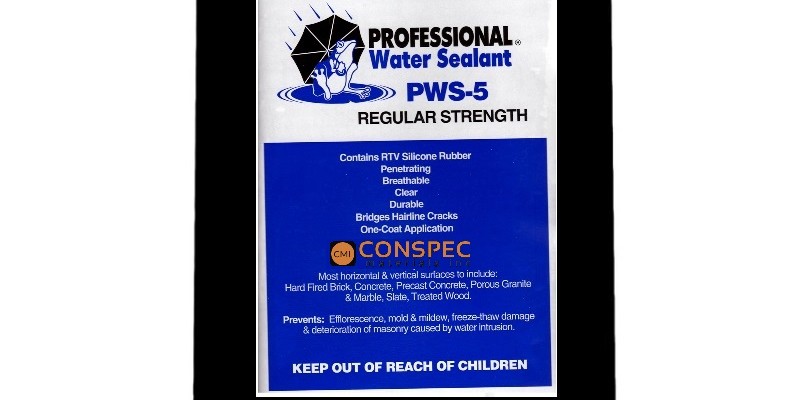 PROFESSIONAL®
Water Sealant
PWS-5
REGULAR STRENGTH
Contains RTV Silicone Rubber
Penetrating
Breathable
Clear
Durable
Bridges Hairline Cracks
One-Coat Application
CMI CONSPEC
Most horizontal & vertical surfaces to include:
Hard Fired Brick, Concrete, Precast Concrete, Porous Granite
& Marble, Slate, Treated Wood.
Prevents: Efflorescence, mold & mildew, freeze-thaw damage
& deterioration of masonry caused by water intrusion.
KEEP OUT OF REACH OF CHILDREN